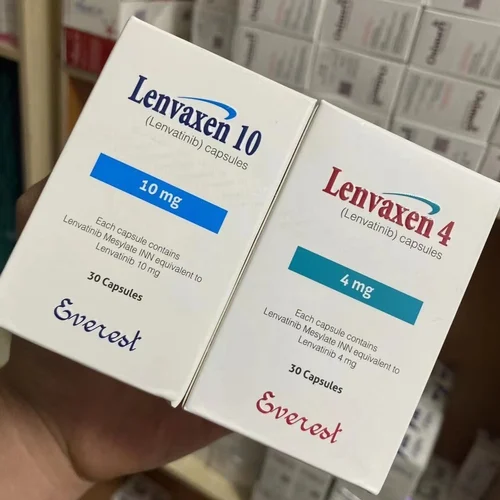 Lenvaxen 10
(Lenvatinib) capsules
10 mg
Each capsule contains
Lenvatinib Mesylate INN equivalent to
Lenvatinib 10 mg
30 Capsules
Everest
Lenvaxen 4
(Lenvatinib) capsules
4 mg
Each capsule contains
Lenvatinib Mesylate INN equivalent to
Lenvatinib 4 mg
30 Capsules
Everest